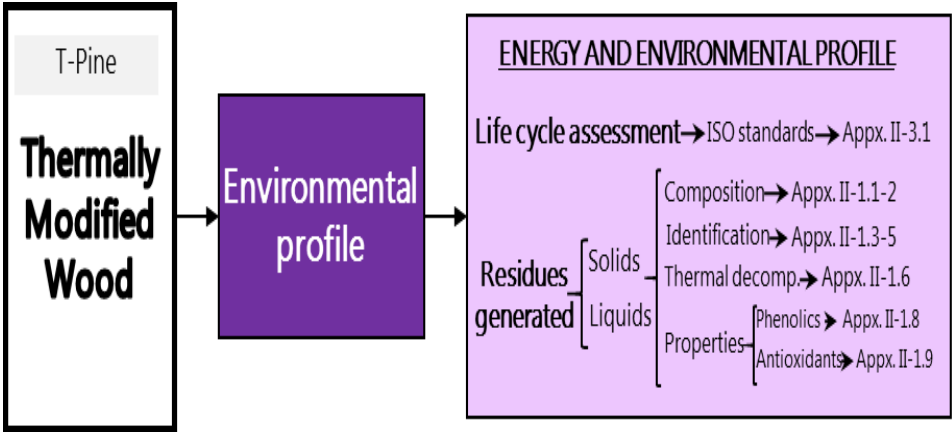 T-Pine
Thermally
Modified
Wood
Environmental
profile
ENERGY AND ENVIRONMENTAL PROFILE
Life cycle assessment→ISO standards→Appx. II-3.1
Residues
generated
Solids
Liquids
Composition→Appx. II-1.1-2
Identification→Appx. II-1.3-5
Thermal decomp.→Appx. II-1.6
Properties
Phenolics→Appx. II-1.8
Antioxidants→Appx. II-1.9